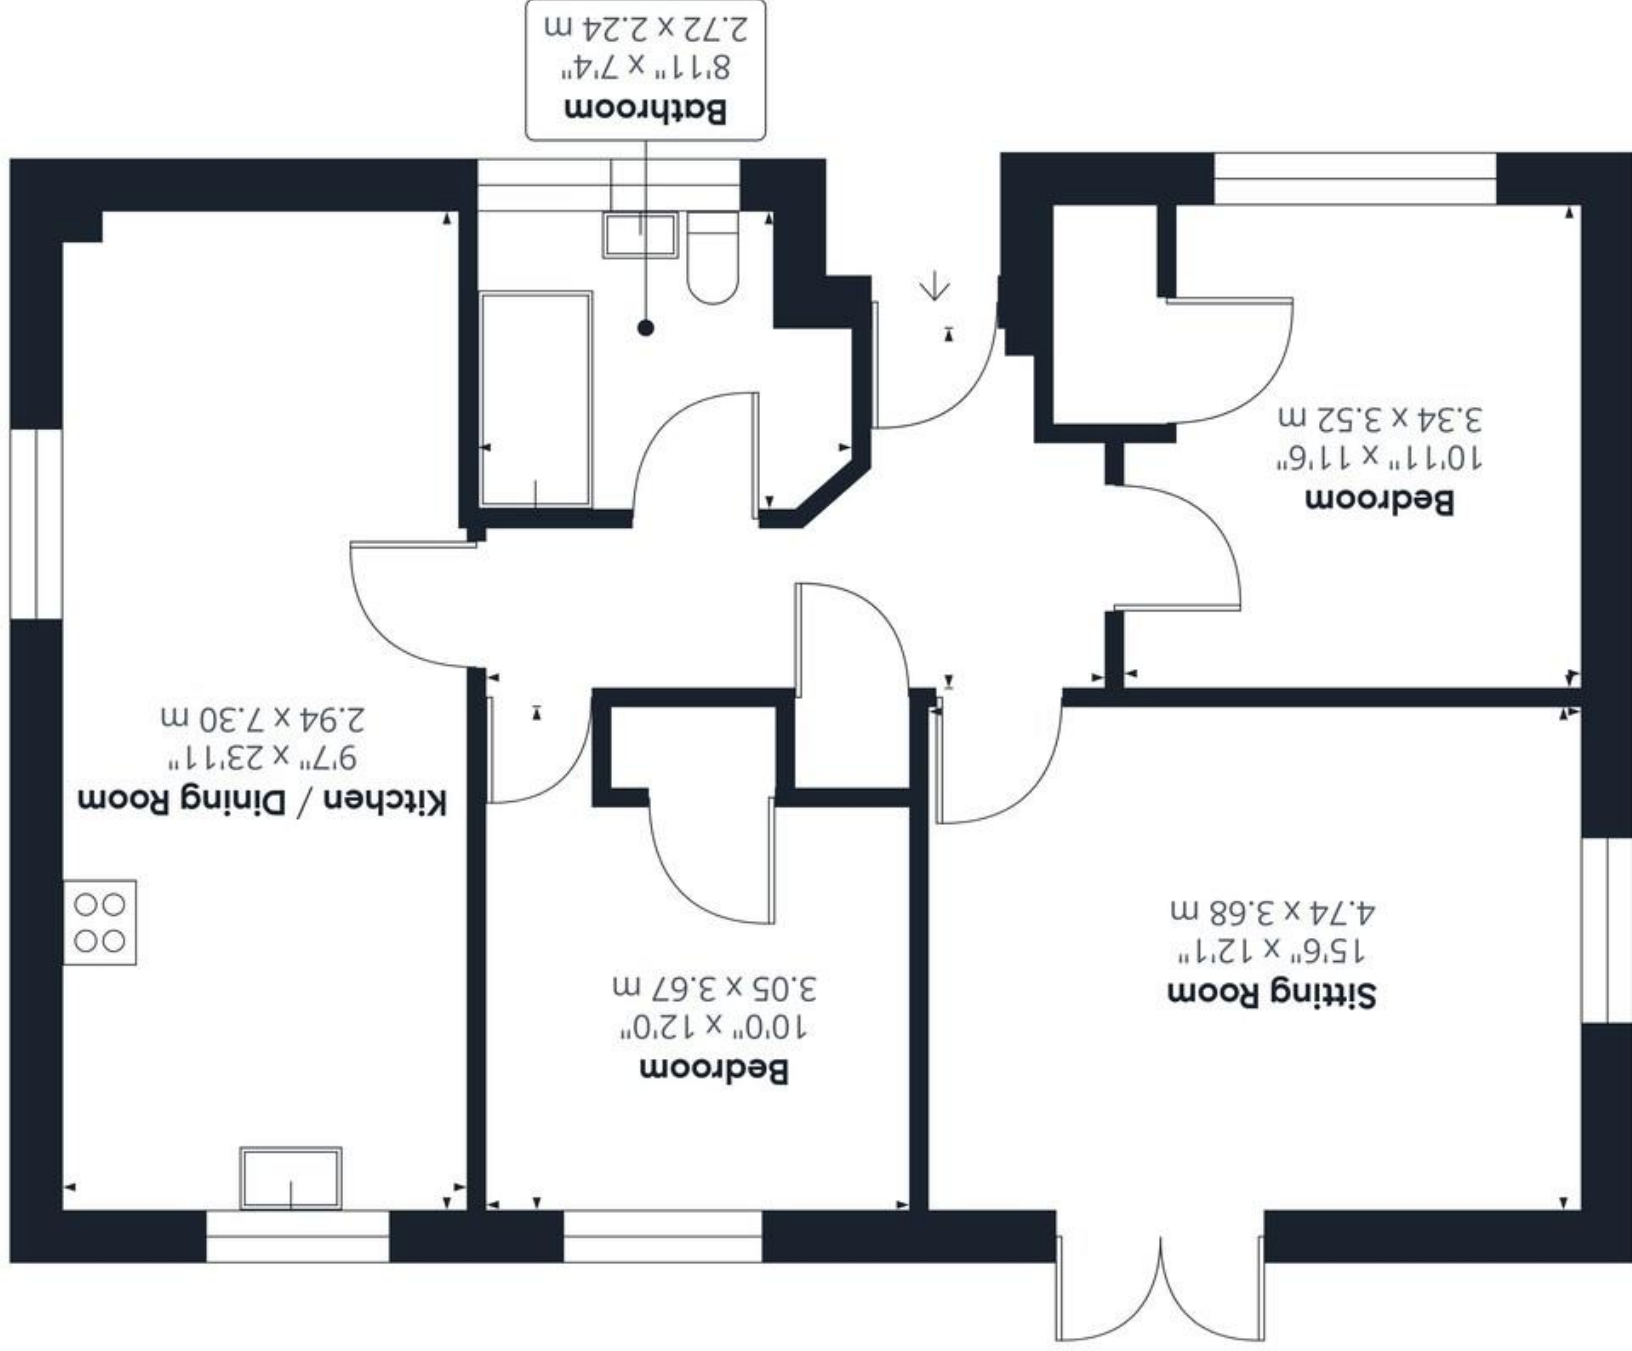 Sitting Room
15'6" x 12'1"
4.74 x 3.68 m
Bedroom
10'0" x 12'0"
3.05 x 3.67 m
Kitchen / Dining Room
9'7" x 23'11"
2.94 x 7.30 m
Bedroom
10'11" x 11'6"
3.34 x 3.52 m
Bathroom
8'11" x 7'4"
2.72 x 2.24 m